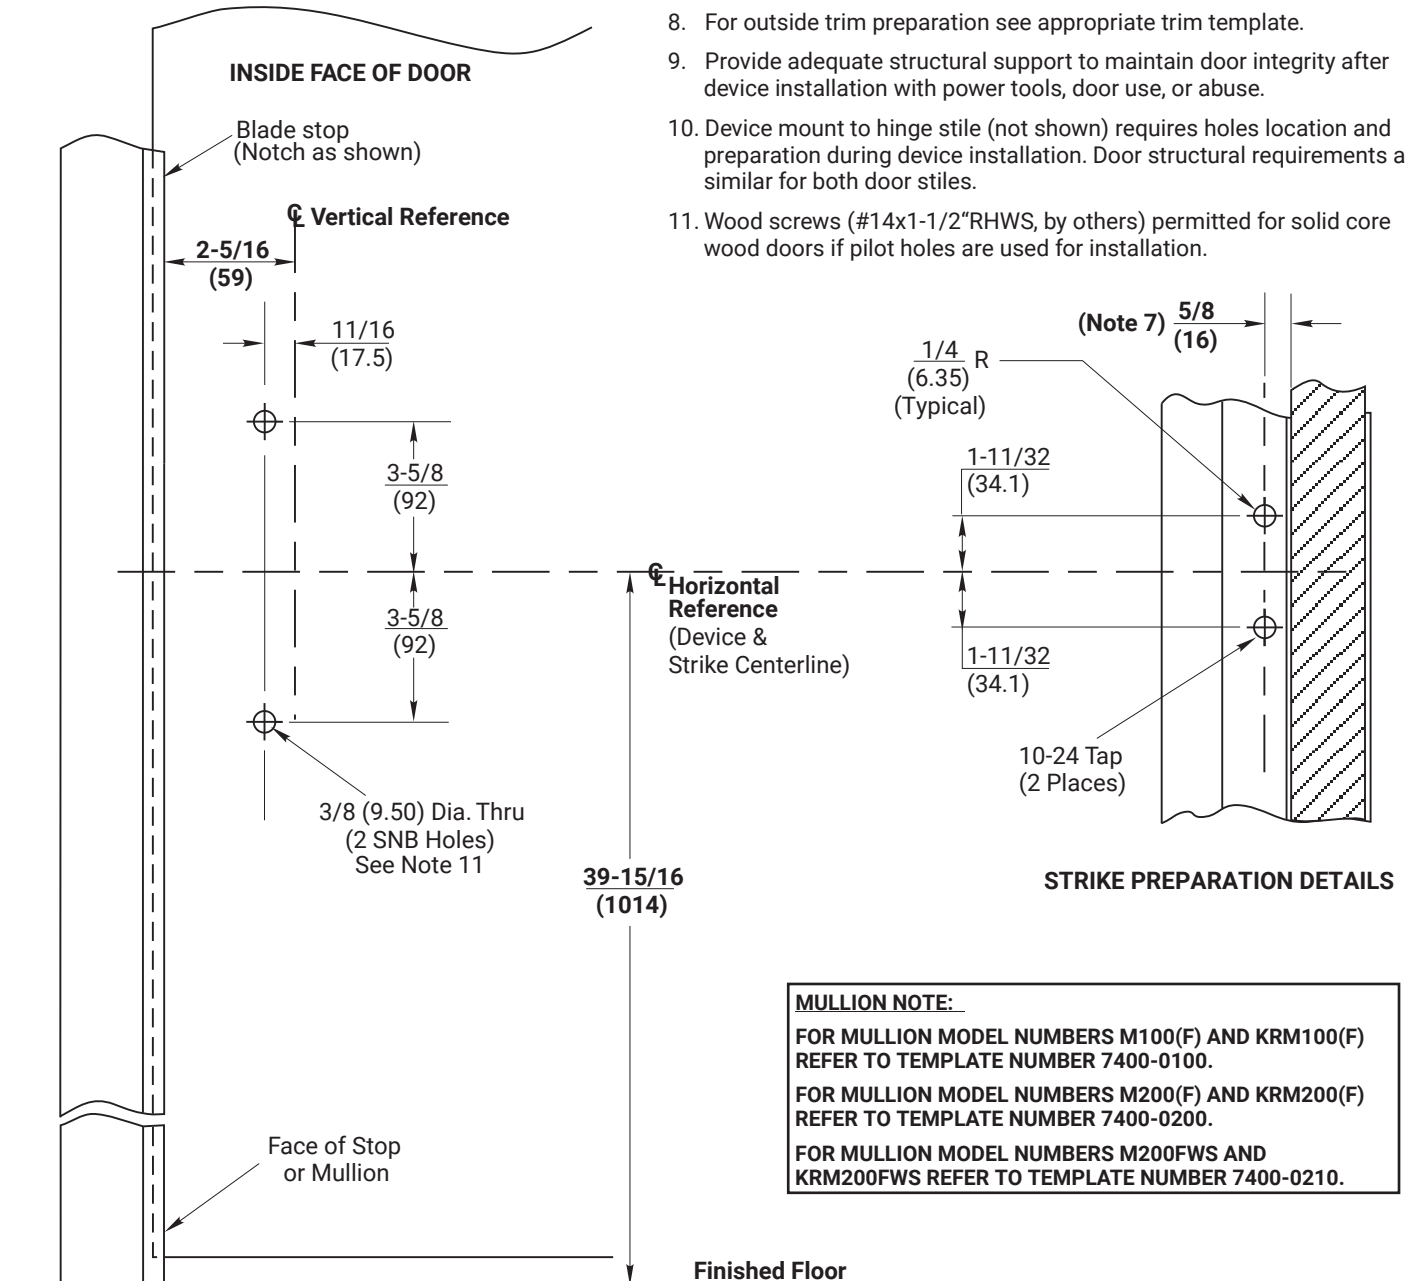 8. For outside trim preparation see appropriate trim template.
9. Provide adequate structural support to maintain door integrity after
device installation with power tools, door use, or abuse.
10. Device mount to hinge stile (not shown) requires holes location and
preparation during device installation. Door structural requirements a
similar for both door stiles.
11. Wood screws (#14x1-1/2“RHWS, by others) permitted for solid core
wood doors if pilot holes are used for installation.
INSIDE FACE OF DOOR
Blade stop
(Notch as shown)
℄ Vertical Reference
2-5/16
(59)
11/16
(17.5)
3-5/8
(92)
3-5/8
(92)
3/8 (9.50) Dia. Thru
(2 SNB Holes)
See Note 11
℄ Horizontal
Reference
(Device &
Strike Centerline)
39-15/16
(1014)
Face of Stop
or Mullion
Finished Floor
(Note 7) 5/8
(16)
1/4 R
(6.35)
(Typical)
1-11/32
(34.1)
1-11/32
(34.1)
10-24 Tap
(2 Places)
STRIKE PREPARATION DETAILS
MULLION NOTE:
FOR MULLION MODEL NUMBERS M100(F) AND KRM100(F)
REFER TO TEMPLATE NUMBER 7400-0100.
FOR MULLION MODEL NUMBERS M200(F) AND KRM200(F)
REFER TO TEMPLATE NUMBER 7400-0200.
FOR MULLION MODEL NUMBERS M200FWS AND
KRM200FWS REFER TO TEMPLATE NUMBER 7400-0210.